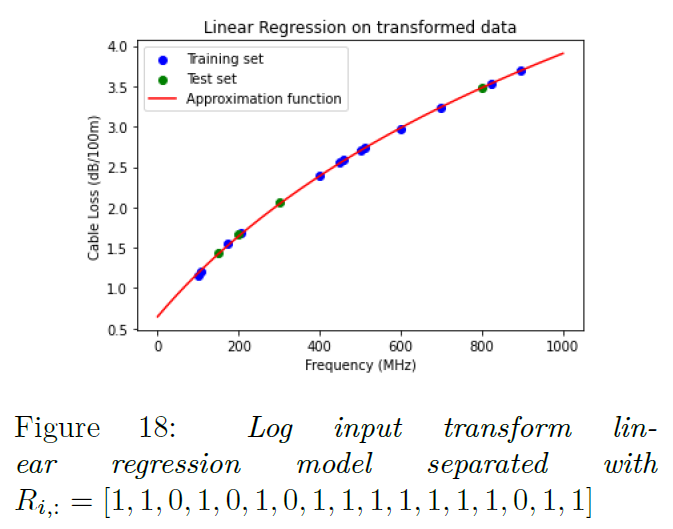 Linear Regression on transformed data
Training set
Test set
Approximation function
4.0
3.5
3.0
2.5
2.0
1.5
1.0
0.5
Cable Loss (dB/100m)
0 200 400 600 800 1000
Frequency (MHz)
Figure 18: Log input transform lin-
ear regression model separated with
R_{i,:} = [1, 1, 0, 1, 0, 1, 0, 1, 1, 1, 1, 1, 1, 1, 0, 1, 1]